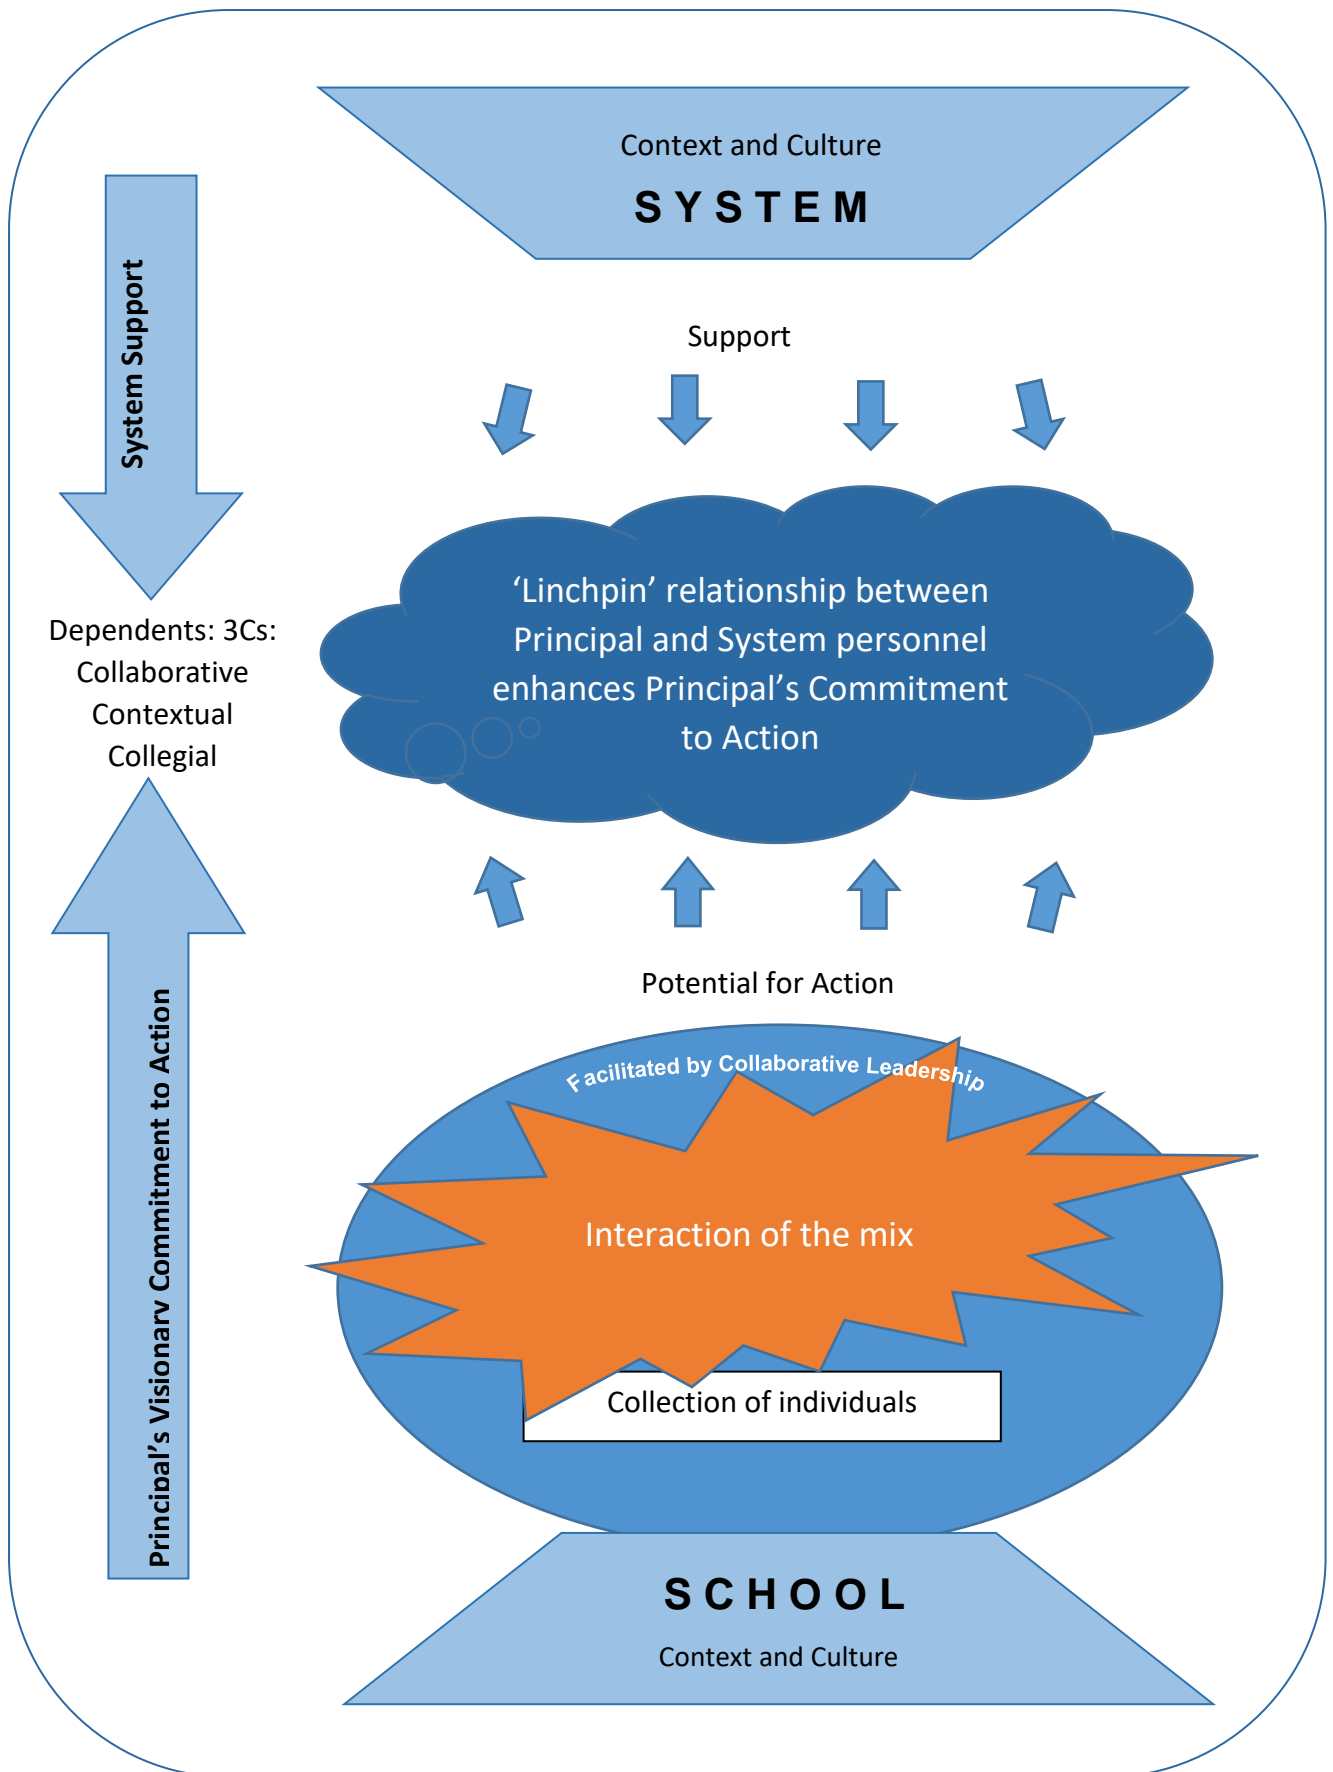 Context and Culture
S Y S T E M
System Support
Support
‘Linchpin’ relationship between
Principal and System personnel
enhances Principal’s Commitment
to Action
Dependents: 3Cs:
Collaborative
Contextual
Collegial
Potential for Action
Principal’s Visionary Commitment to Action
Facilitated by Collaborative Leadership
Interaction of the mix
Collection of individuals
S C H O O L
Context and Culture